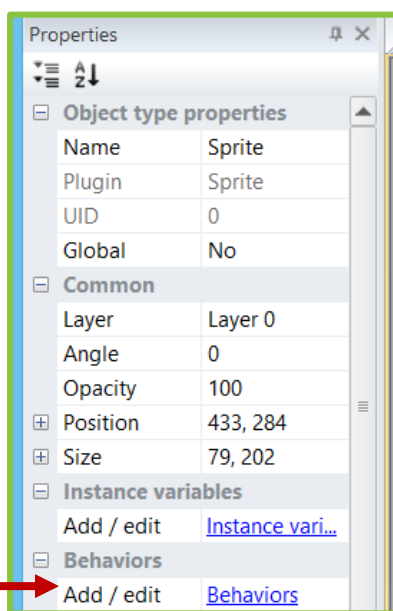 Properties
Object type properties
Name Sprite
Plugin Sprite
UID 0
Global No
Common
Layer Layer 0
Angle 0
Opacity 100
Position 433, 284
Size 79, 202
Instance variables
Add / edit Instance vari...
Behaviors
Add / edit Behaviors